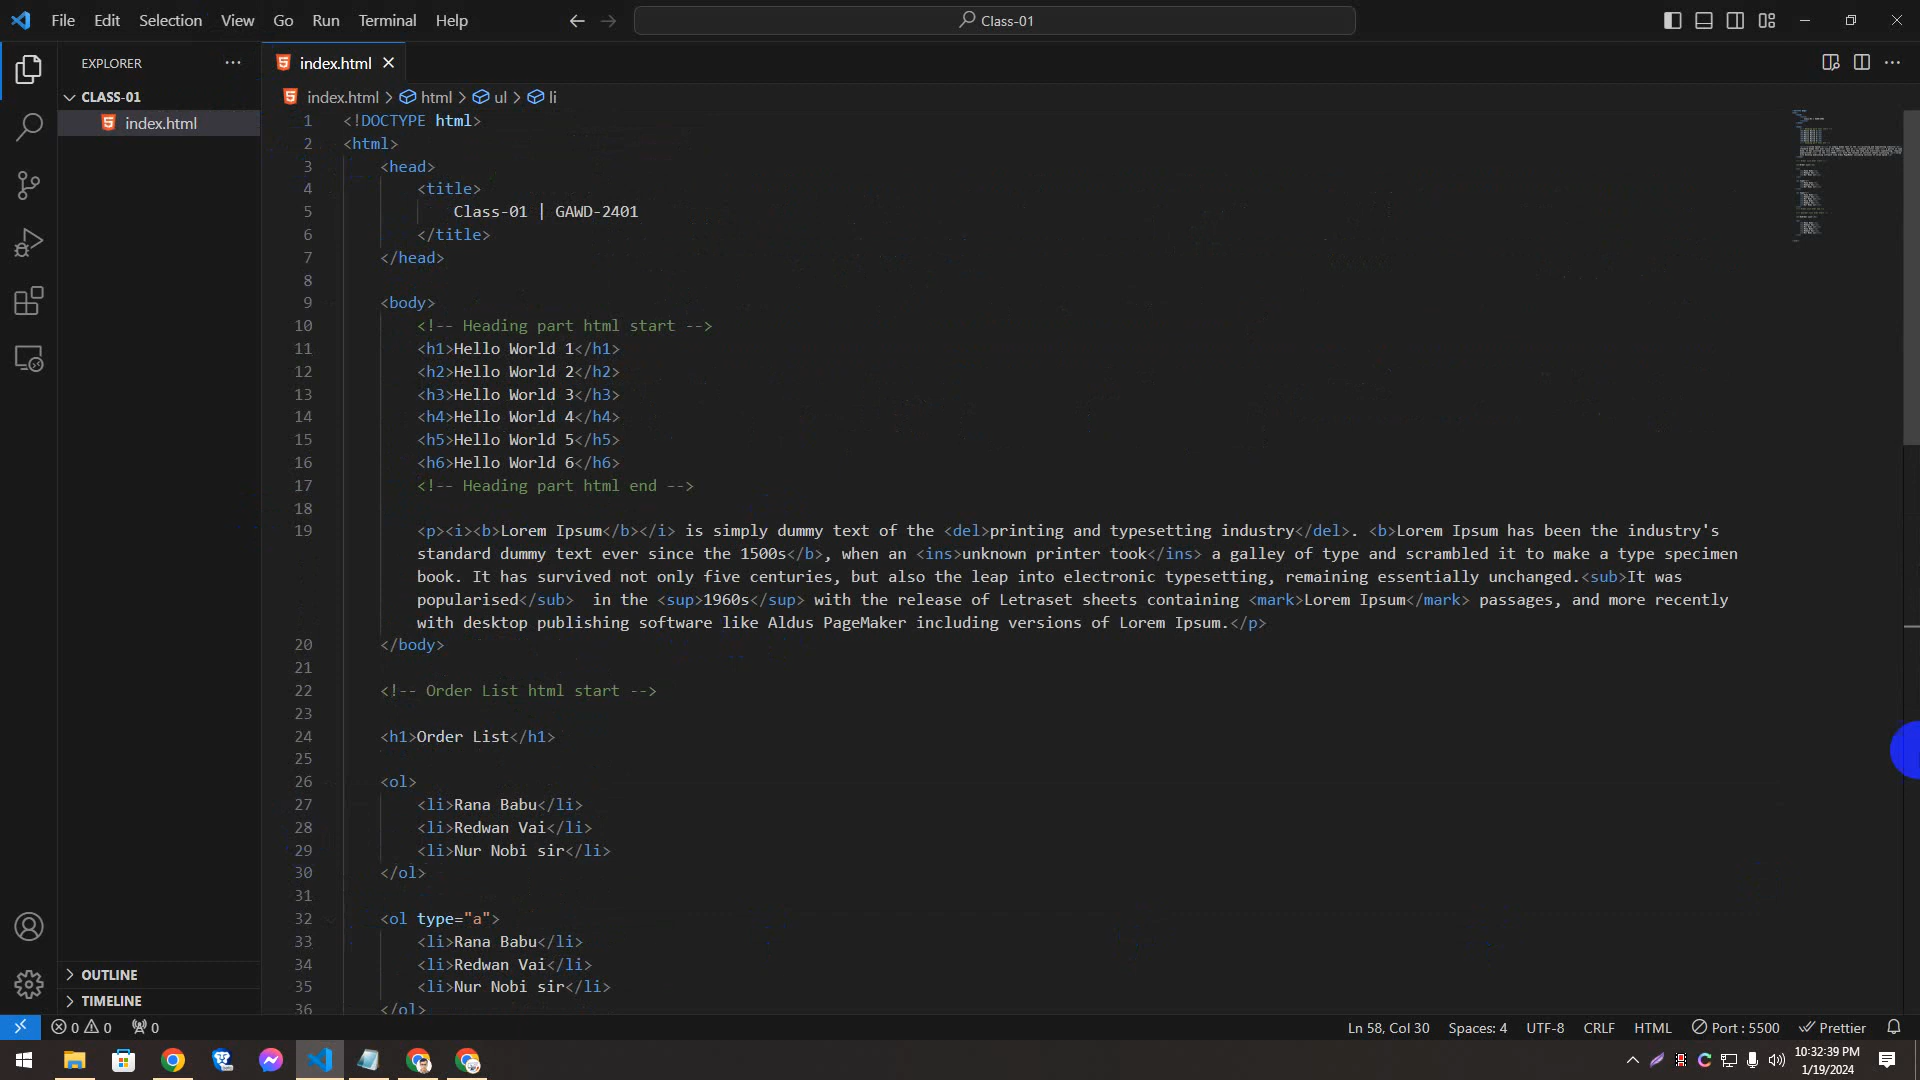 File Edit Selection View Go Run Terminal Help
Class-01
EXPLORER
index.html
CLASS-01
index.html
index.html > html > ul > li
1 <!DOCTYPE html>
2 <html>
3 <head>
4 <title>
5 Class-01 | GAWD-2401
6 </title>
7 </head>
8
9 <body>
10 <!-- Heading part html start -->
11 <h1>Hello World 1</h1>
12 <h2>Hello World 2</h2>
13 <h3>Hello World 3</h3>
14 <h4>Hello World 4</h4>
15 <h5>Hello World 5</h5>
16 <h6>Hello World 6</h6>
17 <!-- Heading part html end -->
18
19 <p><i><b>Lorem Ipsum</b></i> is simply dummy text of the <del>printing and typesetting industry</del>. <b>Lorem Ipsum has been the industry's
standard dummy text ever since the 1500s</b>, when an <ins>unknown printer took</ins> a galley of type and scrambled it to make a type specimen
book. It has survived not only five centuries, but also the leap into electronic typesetting, remaining essentially unchanged.<sub>It was
popularised</sub>  in the <sup>1960s</sup> with the release of Letraset sheets containing <mark>Lorem Ipsum</mark> passages, and more recently
with desktop publishing software like Aldus PageMaker including versions of Lorem Ipsum.</p>
20 </body>
21
22 <!-- Order List html start -->
23
24 <h1>Order List</h1>
25
26 <ol>
27 <li>Rana Babu</li>
28 <li>Redwan Vai</li>
29 <li>Nur Nobi sir</li>
30 </ol>
31
32 <ol type="a">
33 <li>Rana Babu</li>
34 <li>Redwan Vai</li>
35 <li>Nur Nobi sir</li>
36 </ol>
OUTLINE
TIMELINE
0 0 0
Ln 58, Col 30 Spaces: 4 UTF-8 CRLF HTML Port : 5500 Prettier
10:32:39 PM
1/19/2024